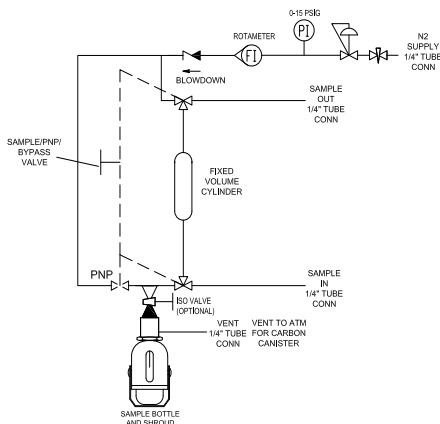 0-15 PSIG
PI
ROTAMETER
FI
N2
SUPPLY
1/4" TUBE
CONN
BLOWDOWN
SAMPLE
OUT
1/4" TUBE
CONN
SAMPLE/PNP/
BYPASS
VALVE
FIXED
VOLUME
CYLINDER
PNP
SAMPLE
IN
1/4" TUBE
CONN
ISO VALVE
(OPTIONAL)
VENT
1/4" TUBE
CONN
VENT TO ATM
FOR CARBON
CANISTER
SAMPLE BOTTLE
AND SHROUD